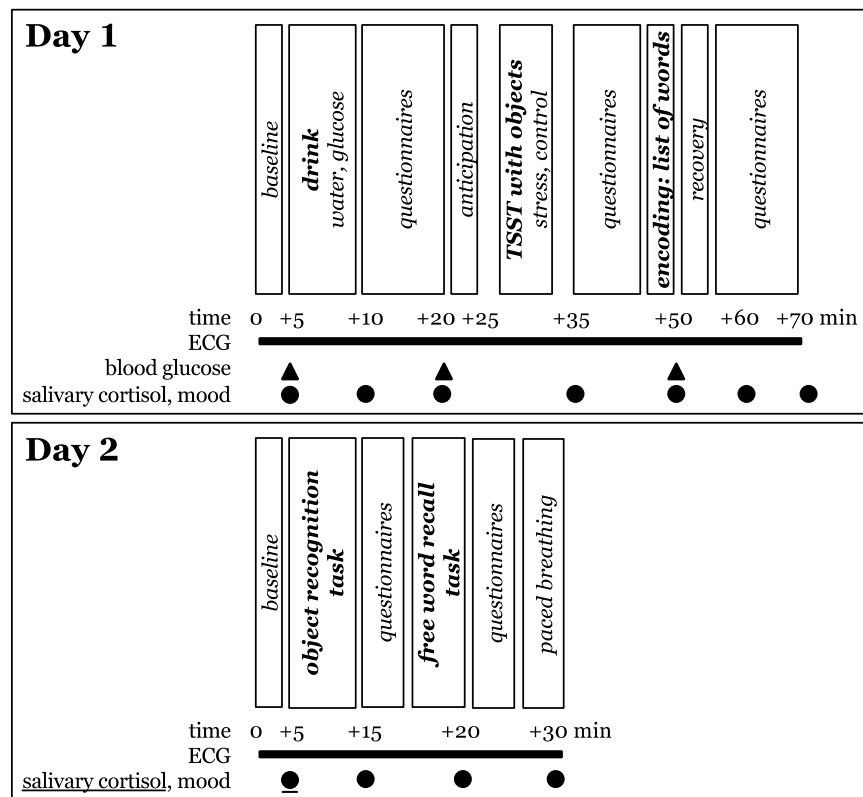 Day 1
baseline
drink
water, glucose
questionnaires
anticipation
TSST with objects
stress, control
questionnaires
encoding: list of words
recovery
questionnaires
time 0 +5 +10 +20 +25 +35 +50 +60 +70 min
ECG
blood glucose
salivary cortisol, mood
Day 2
baseline
object recognition
task
questionnaires
free word recall
task
questionnaires
paced breathing
time 0 +5 +15 +20 +30 min
ECG
salivary cortisol, mood